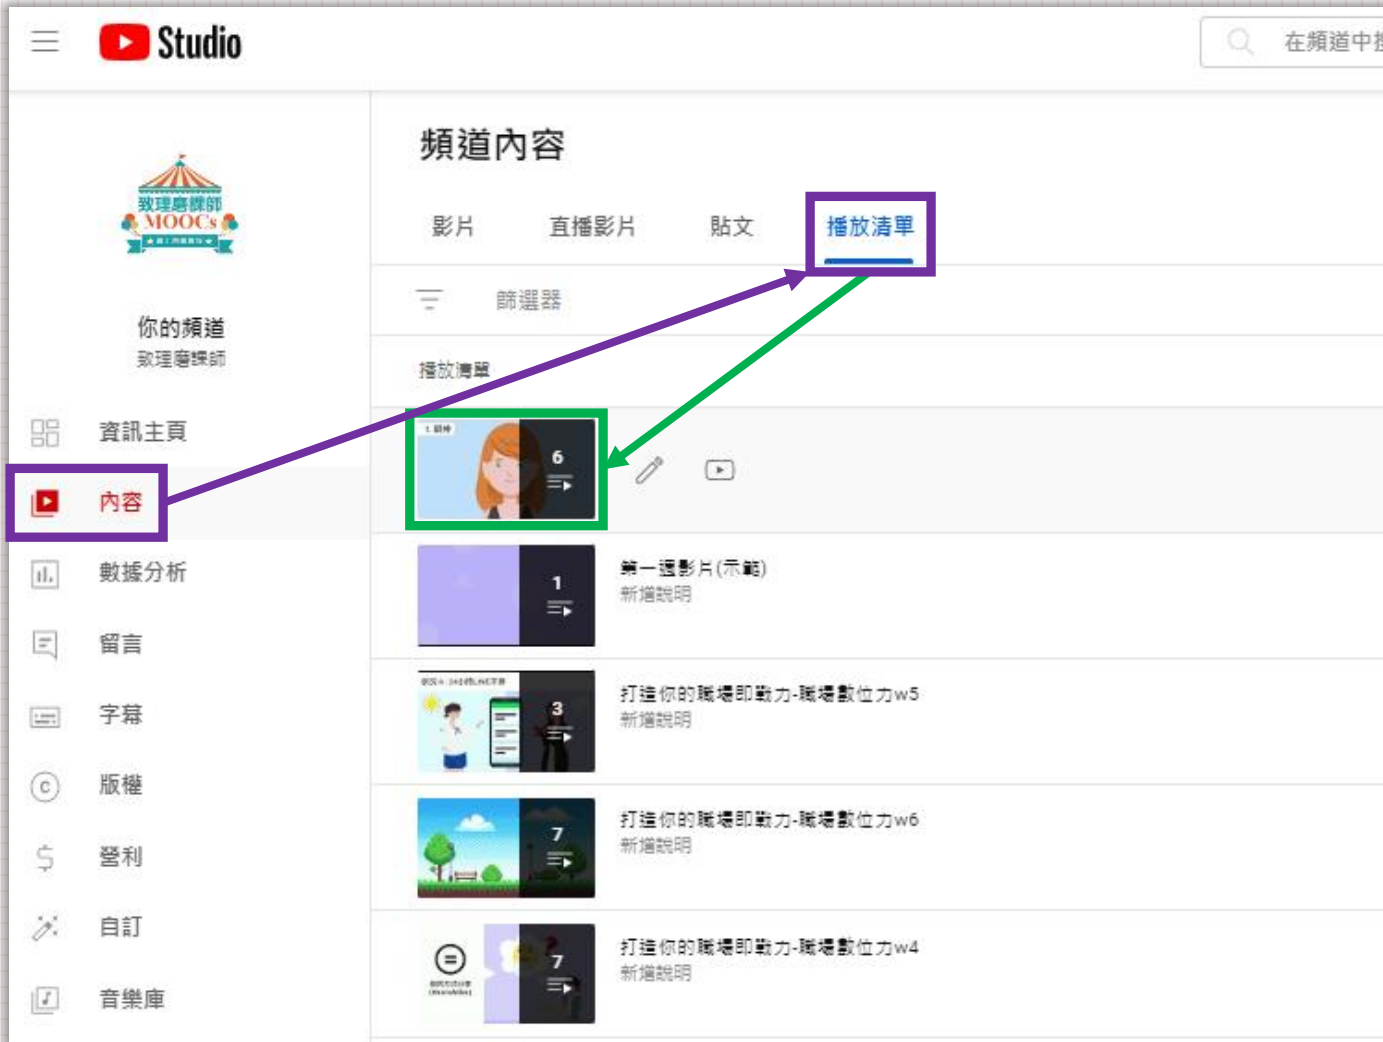 Studio
在頻道中搜
致理磨課師
MOOCs
你的頻道
致理磨課師
資訊主頁
內容
數據分析
留言
字幕
版權
營利
自訂
音樂庫
頻道內容
影片 直播影片 貼文 播放清單
篩選器
播放清單
6
1
第一週影片(示範)
新增說明
3
打造你的職場即戰力-職場數位力w5
新增說明
7
打造你的職場即戰力-職場數位力w6
新增說明
7
打造你的職場即戰力-職場數位力w4
新增說明